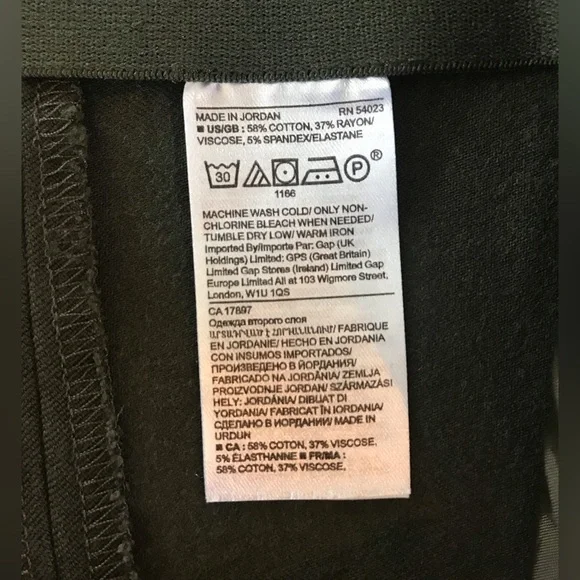 MADE IN JORDAN RN 54023
■ US/GB : 58% COTTON, 37% RAYON/
VISCOSE, 5% SPANDEX/ELASTANE
30 P ®
1166
MACHINE WASH COLD/ ONLY NON-
CHLORINE BLEACH WHEN NEEDED/
TUMBLE DRY LOW/ WARM IRON
Imported By/Importe Par: Gap (UK
Holdings) Limited: GPS (Great Britain)
Limited Gap Stores (Ireland) Limited Gap
Europe Limited All at 103 Wigmore Street,
London, W1U 1QS
CA 17897
Одежда второго слоя
ԱՐՏԱԴՐՎԱԾ Է ՀՈՐԴԱՆԱՆՈՒՄ/ FABRIQUE
EN JORDANIE/ HECHO EN JORDANIA
CON INSUMOS IMPORTADOS/
ПРОИЗВЕДЕНО В ЙОРДАНИЯ/
FABRICADO NA JORDÂNIA/ ZEMLJA
PROIZVODNJE JORDAN/ SZÁRMAZÁSI
HELY: JORDÁNIA/ DIBUAT DI
YORDANIA/ FABRICAT ÎN IORDANIA/
СДЕЛАНО В ИОРДАНИИ/ MADE IN
URDUN
■ CA : 58% COTON, 37% VISCOSE,
5% ÉLASTHANNE ■ FR/MA :
58% COTON, 37% VISCOSE,